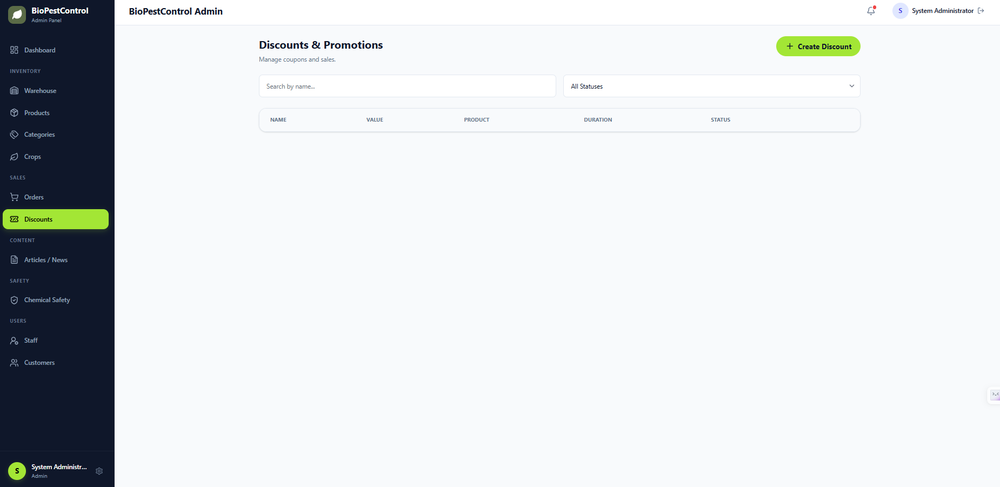 BioPestControl
Admin Panel
Dashboard
INVENTORY
Warehouse
Products
Categories
Crops
SALES
Orders
Discounts
CONTENT
Articles / News
SAFETY
Chemical Safety
USERS
Staff
Customers
S
System Administr...
Admin
BioPestControl Admin
S
System Administrator
Discounts & Promotions
Create Discount
Manage coupons and sales.
Search by name...
All Statuses
NAME VALUE PRODUCT DURATION STATUS